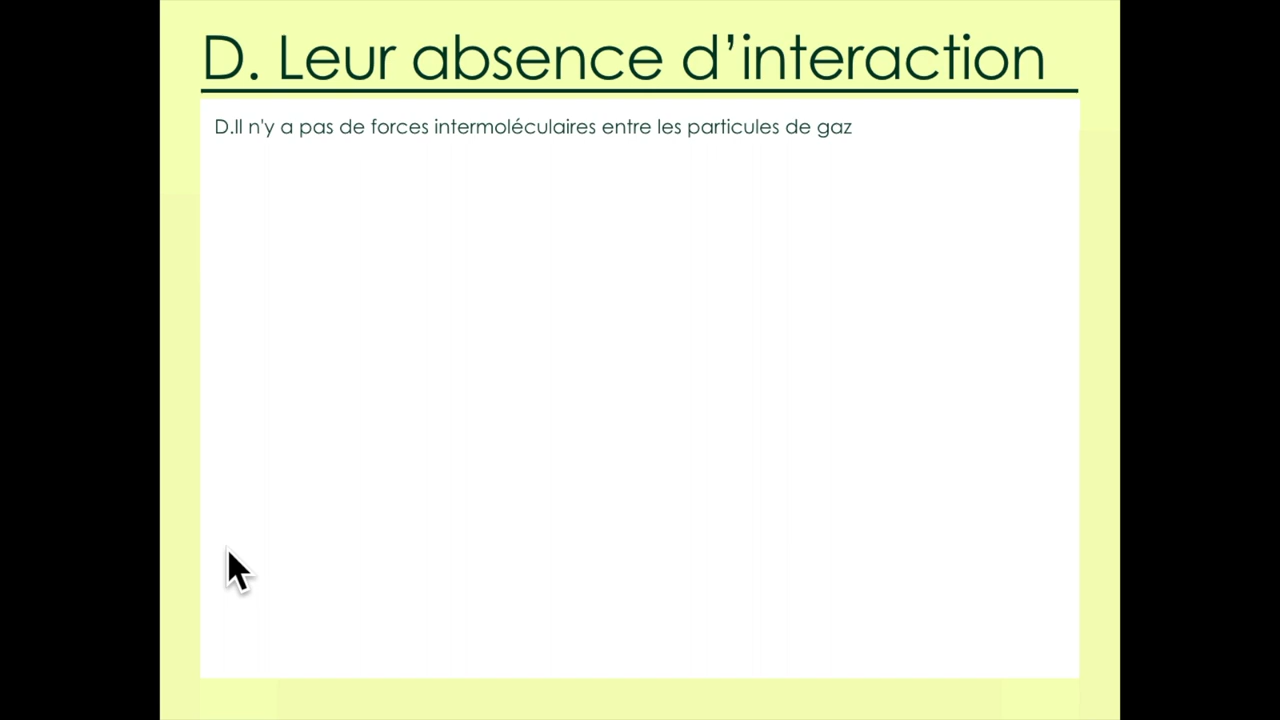 D. Leur absence d’interaction
D.Il n'y a pas de forces intermoléculaires entre les particules de gaz